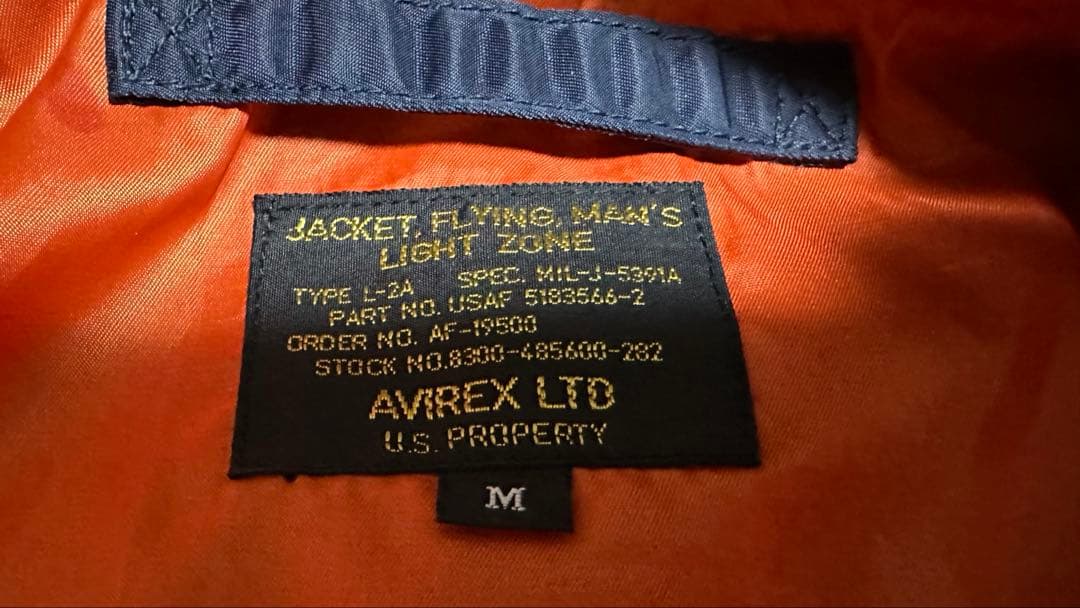 JACKET, FLYING, MAN'S
LIGHT ZONE
TYPE L-2A SPEC. MIL-J-5391A
PART NO. USAF 5183566-2
ORDER NO. AF-19500
STOCK NO.8300-485600-282
AVIREX LTD
U.S. PROPERTY
M